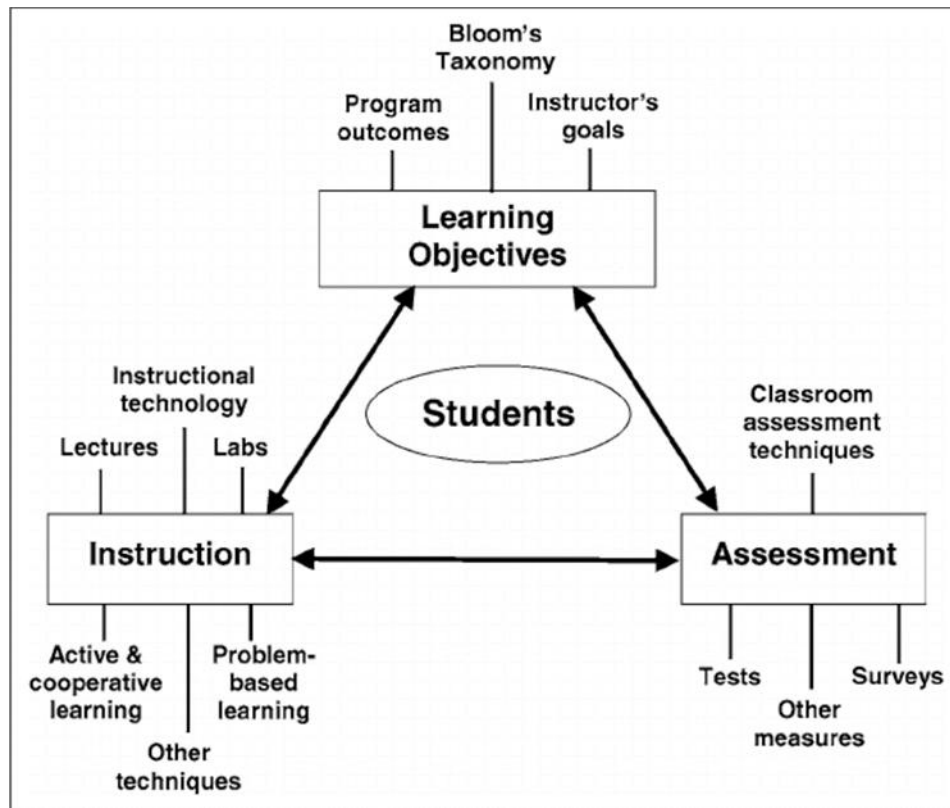 Bloom's
Taxonomy
Program
outcomes
Instructor's
goals
Learning
Objectives
Students
Instructional
technology
Lectures
Labs
Instruction
Active &
cooperative
learning
Problem-
based
learning
Other
techniques
Classroom
assessment
techniques
Assessment
Tests
Surveys
Other
measures